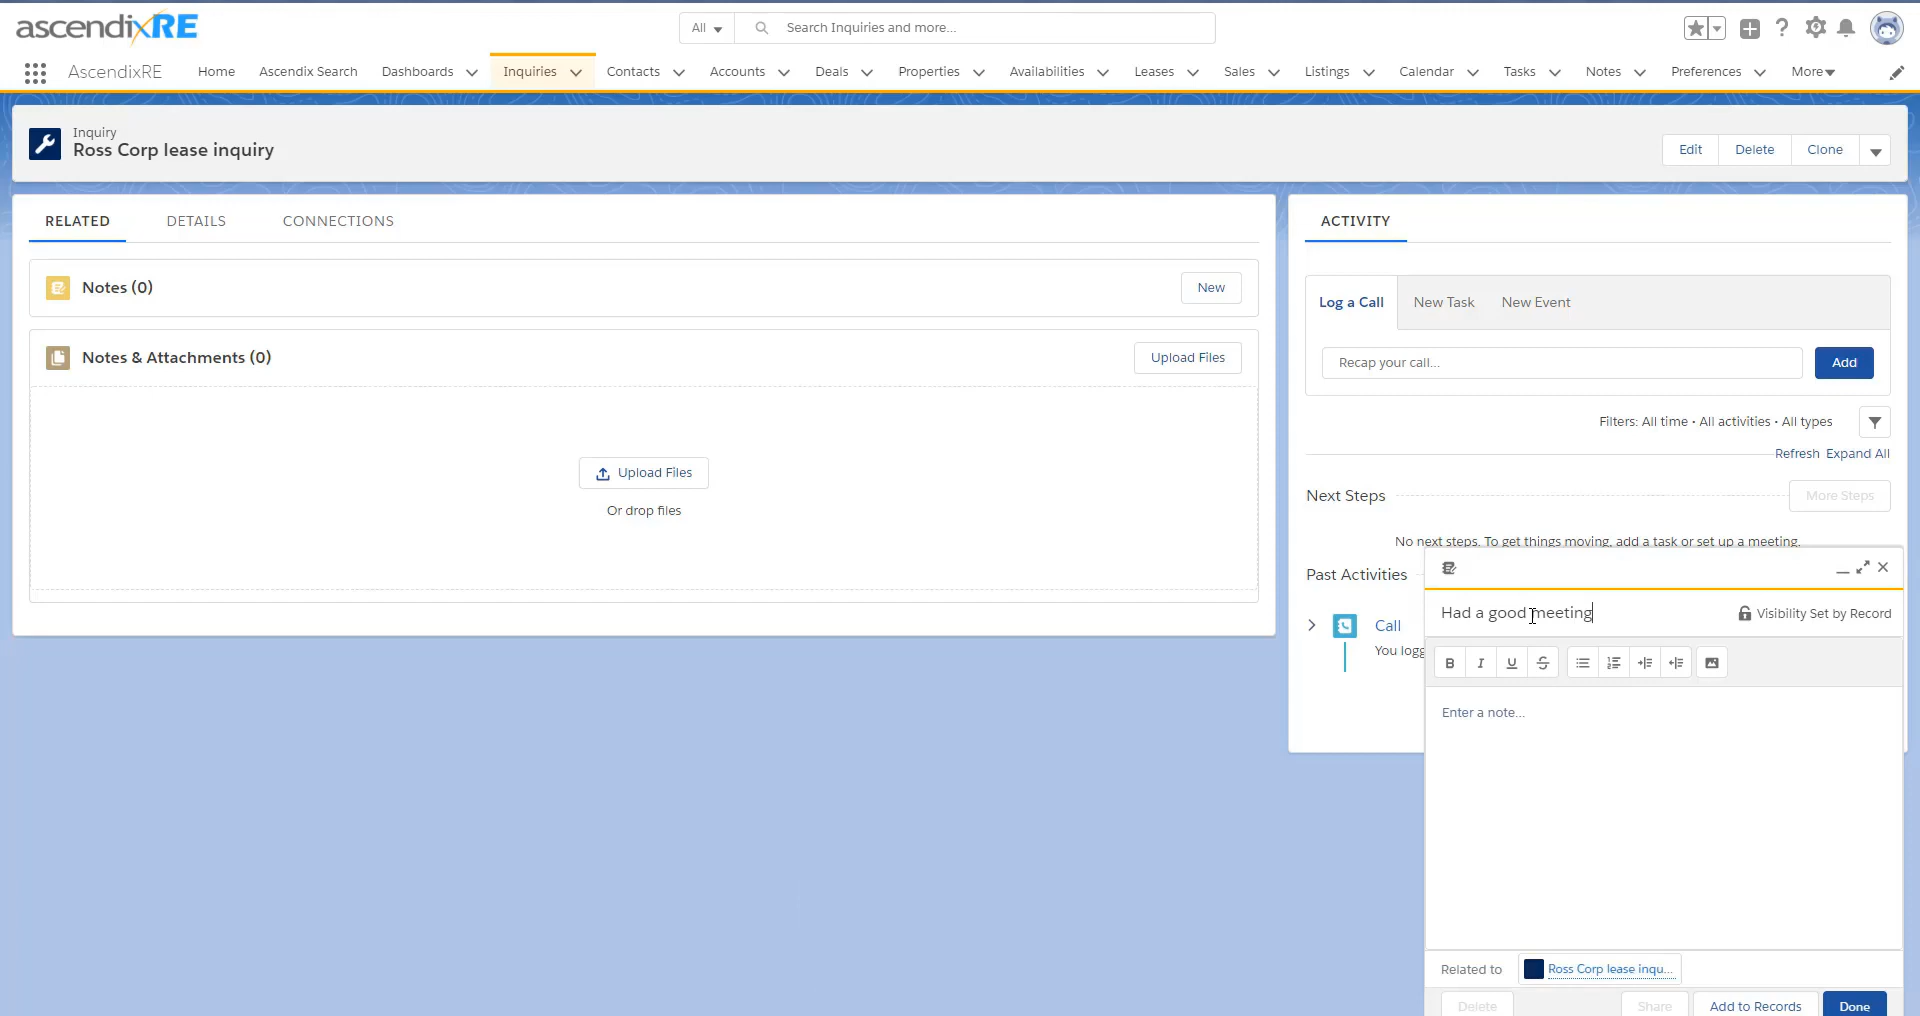 ascendixRE
All
Search Inquiries and more...
AscendixRE
Home
Ascendix Search
Dashboards
Inquiries
Contacts
Accounts
Deals
Properties
Availabilities
Leases
Sales
Listings
Calendar
Tasks
Notes
Preferences
More
Inquiry
Ross Corp lease inquiry
Edit
Delete
Clone
RELATED
DETAILS
CONNECTIONS
Notes (0)
New
Notes & Attachments (0)
Upload Files
Upload Files
Or drop files
ACTIVITY
Log a Call
New Task
New Event
Recap your call...
Add
Filters: All time • All activities • All types
Refresh
Expand All
Next Steps
More Steps
No next steps. To get things moving, add a task or set up a meeting.
Past Activities
Call
You logg
Had a good meeting
Visibility Set by Record
B I U S
Enter a note...
Related to
Ross Corp lease inqu...
Delete
Share
Add to Records
Done